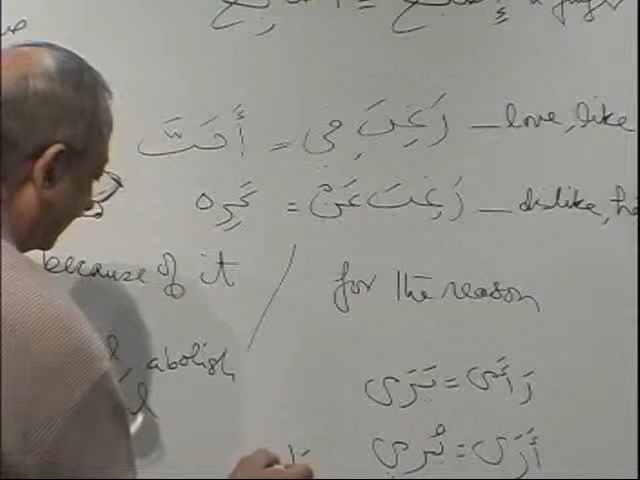 رَغِبَ فِي = أَحَبَّ — love, like
رَغِبَ عَنْ = كَرِهَ — dislike,
because of it / for the reason
abolish
رَأَى = يَرَى
أَرَى = يُرِي